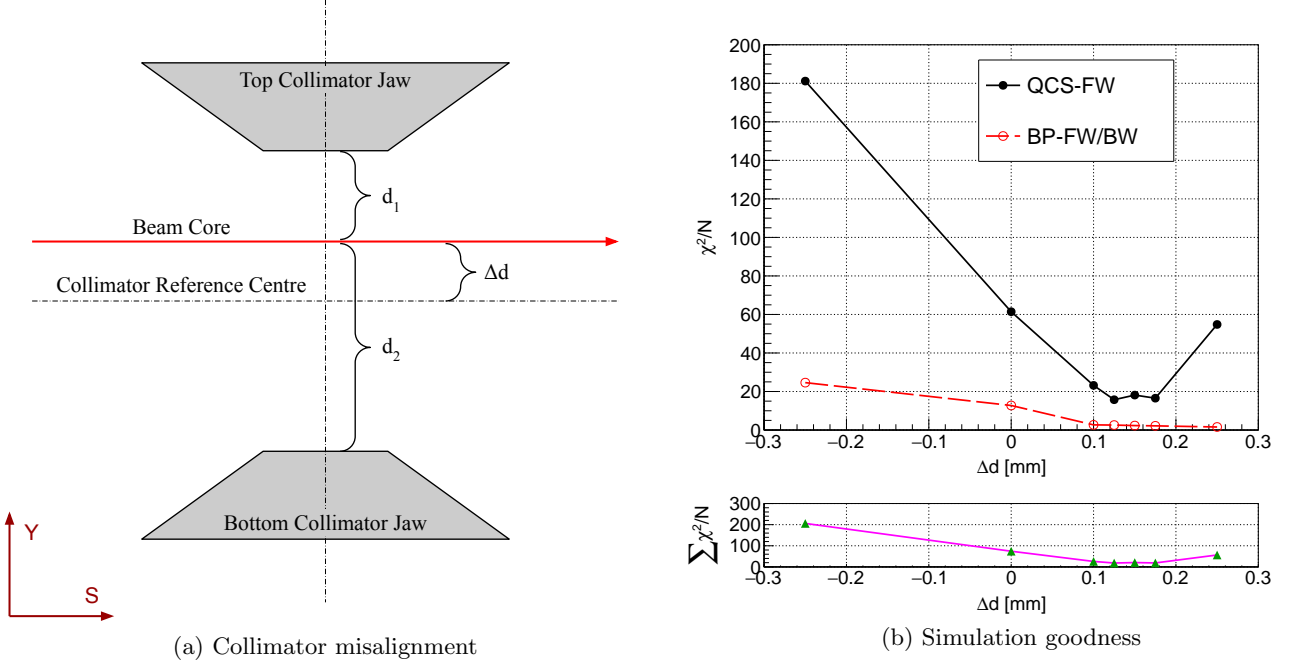 Top Collimator Jaw
d₁
Beam Core
Δd
Collimator Reference Centre
d₂
Bottom Collimator Jaw
Y
S
(a) Collimator misalignment
200
180
160
140
120
100
80
60
40
20
0
χ²/N
QCS-FW
BP-FW/BW
−0.3 −0.2 −0.1 0 0.1 0.2 0.3
Δd [mm]
300
200
100
0
∑χ²/N
−0.3 −0.2 −0.1 0 0.1 0.2 0.3
Δd [mm]
(b) Simulation goodness